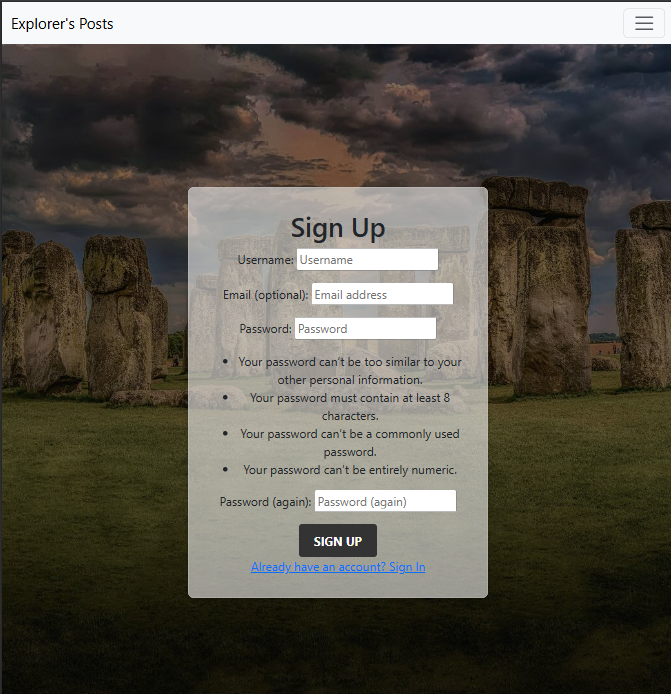 Explorer's Posts
Sign Up
Username: Username
Email (optional): Email address
Password: Password
Your password can't be too similar to your
other personal information.
Your password must contain at least 8
characters.
Your password can't be a commonly used
password.
Your password can't be entirely numeric.
Password (again): Password (again)
SIGN UP
Already have an account? Sign In